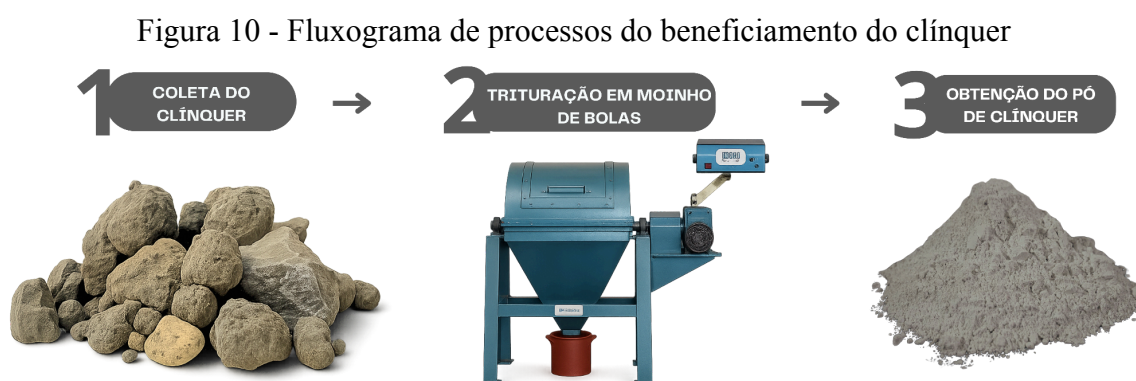 Figura 10 - Fluxograma de processos do beneficiamento do clínquer
1 COLETA DO
CLÍNQUER
2 TRITURAÇÃO EM MOINHO
DE BOLAS
3 OBTENÇÃO DO PÓ
DE CLÍNQUER